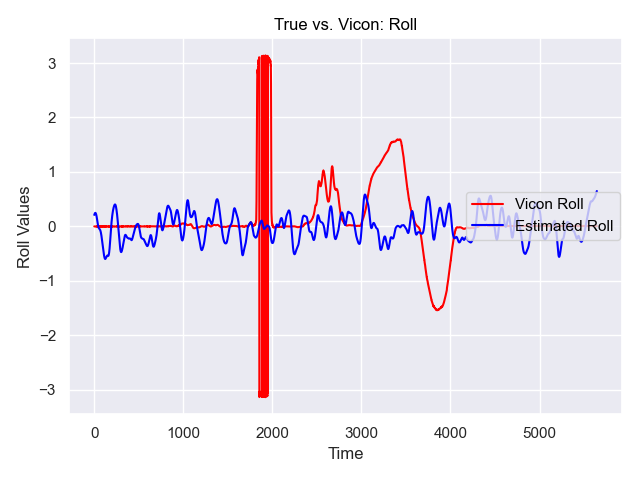 True vs. Vicon: Roll
3
2
1
0
−1
−2
−3
Roll Values
Vicon Roll
Estimated Roll
0 1000 2000 3000 4000 5000
Time